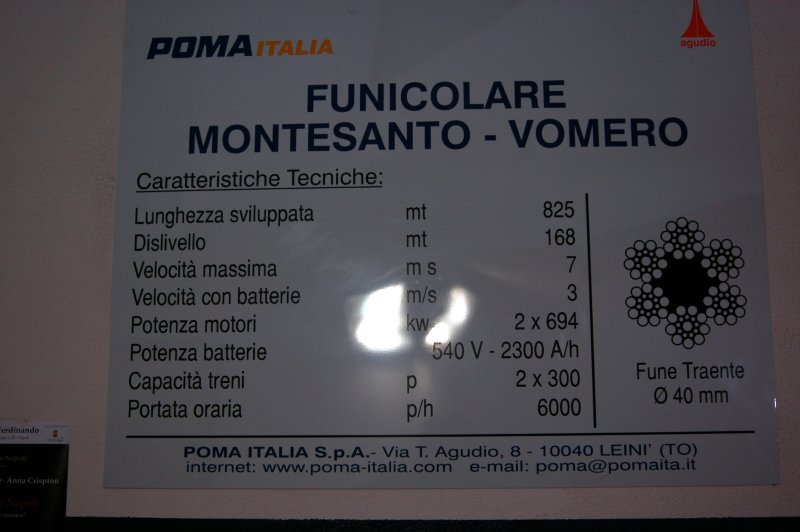 POMA ITALIA
agudio
FUNICOLARE
MONTESANTO - VOMERO
Caratteristiche Tecniche:
Lunghezza sviluppata mt 825
Dislivello mt 168
Velocità massima m s 7
Velocità con batterie m/s 3
Potenza motori kw 2 x 694
Potenza batterie 540 V - 2300 A/h
Capacità treni p 2 x 300
Portata oraria p/h 6000
Fune Traente
Ø 40 mm
POMA ITALIA S.p.A.- Via T. Agudio, 8 - 10040 LEINI' (TO)
internet: www.poma-italia.com e-mail: poma@pomaita.it
Ferdinando
Napoli
Anna Crispino
Napoli